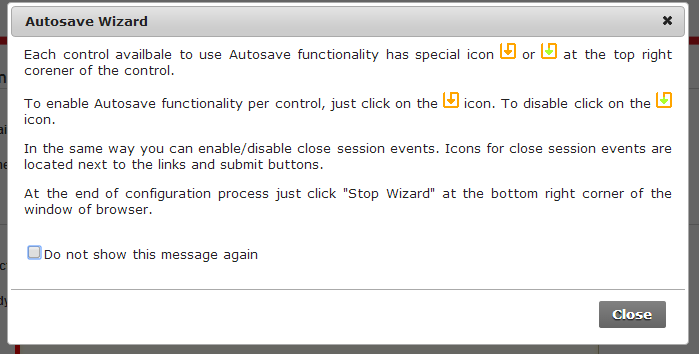 Autosave Wizard
Each control availbale to use Autosave functionality has special icon or at the top right
corener of the control.
To enable Autosave functionality per control, just click on the icon. To disable click on the
icon.
In the same way you can enable/disable close session events. Icons for close session events are
located next to the links and submit buttons.
At the end of configuration process just click "Stop Wizard" at the bottom right corner of the
window of browser.
Do not show this message again
Close